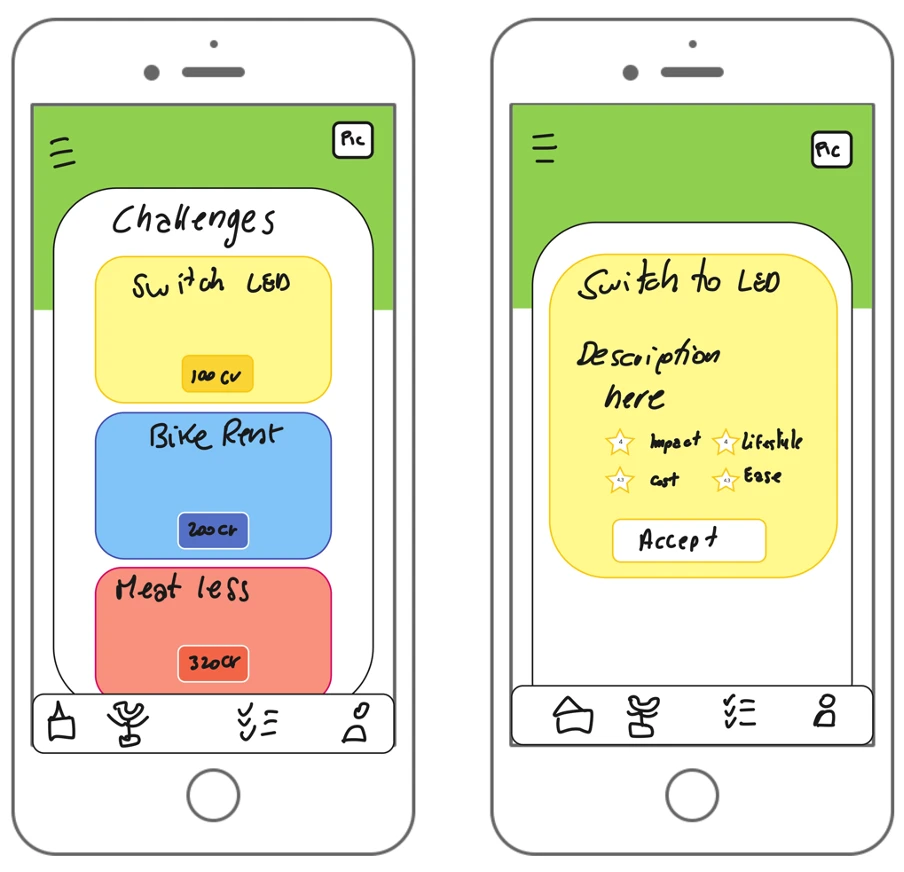 Pic
Challenges
Switch LED
100 Cr
Bike Rent
200 Cr
Meat less
320 Cr
Pic
Switch to LED
Description
here
4 Impact 4 Lifestyle
4.3 Cost 4.3 Ease
Accept